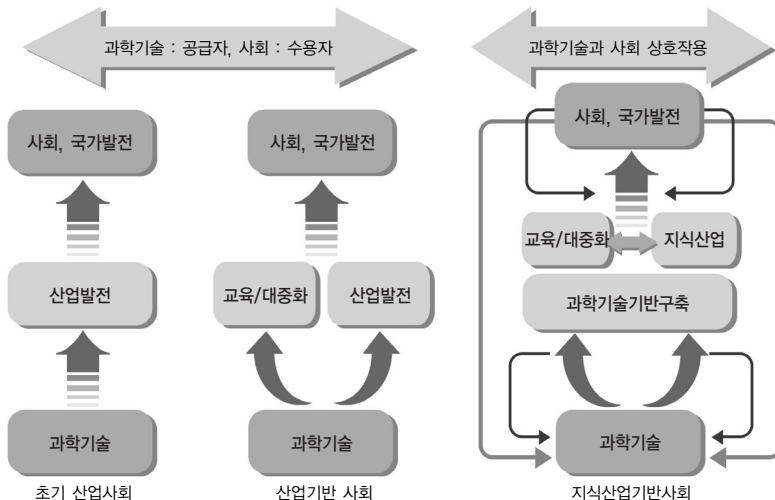 과학기술 : 공급자, 사회 : 수용자
사회, 국가발전
산업발전
과학기술
초기 산업사회
사회, 국가발전
교육/대중화
산업발전
과학기술
산업기반 사회
과학기술과 사회 상호작용
사회, 국가발전
교육/대중화
지식산업
과학기술기반구축
과학기술
지식산업기반사회